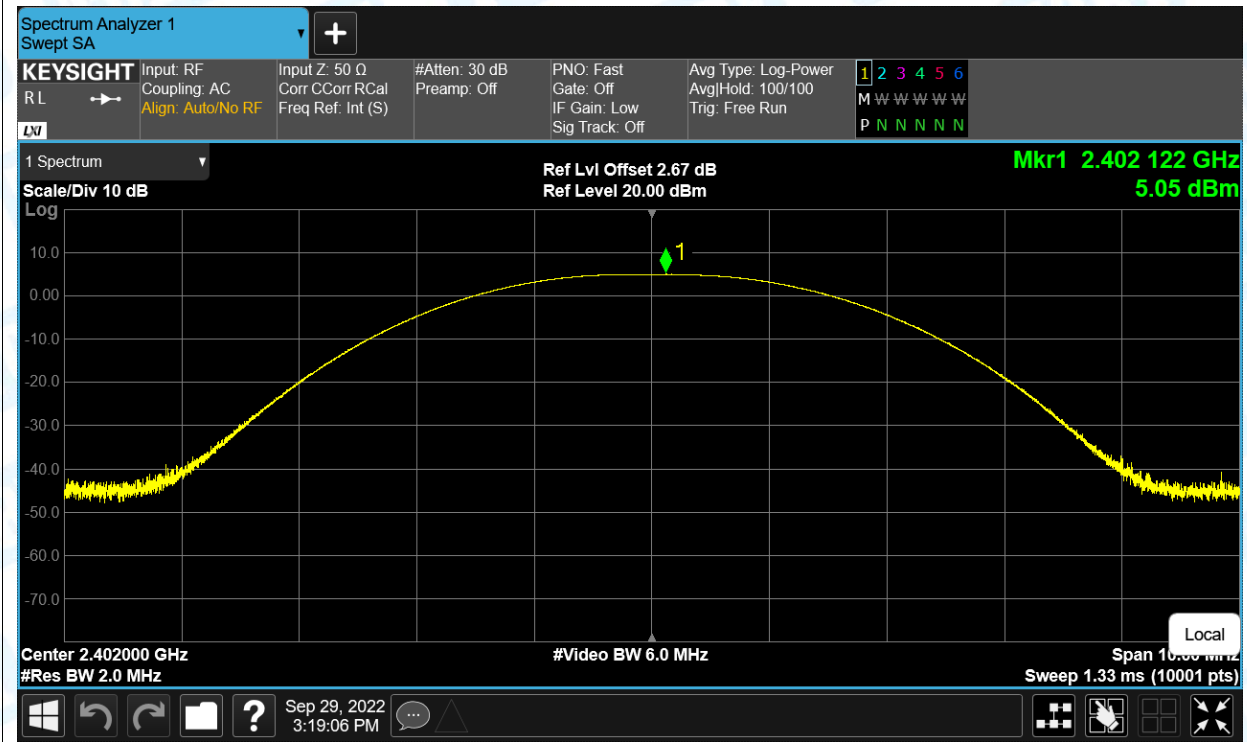 Spectrum Analyzer 1
Swept SA
KEYSIGHT
R L
LXI
Input: RF
Coupling: AC
Align: Auto/No RF
Input Z: 50 Ω
Corr CCorr RCal
Freq Ref: Int (S)
#Atten: 30 dB
Preamp: Off
PNO: Fast
Gate: Off
IF Gain: Low
Sig Track: Off
Avg Type: Log-Power
Avg|Hold: 100/100
Trig: Free Run
1 2 3 4 5 6
M W W W W W
P N N N N N
1 Spectrum
Scale/Div 10 dB
Log
Ref Lvl Offset 2.67 dB
Ref Level 20.00 dBm
Mkr1 2.402 122 GHz
5.05 dBm
1
10.0
0.00
-10.0
-20.0
-30.0
-40.0
-50.0
-60.0
-70.0
Local
Center 2.402000 GHz
#Video BW 6.0 MHz
Span 10.00 MHz
#Res BW 2.0 MHz
Sweep 1.33 ms (10001 pts)
?
Sep 29, 2022
3:19:06 PM